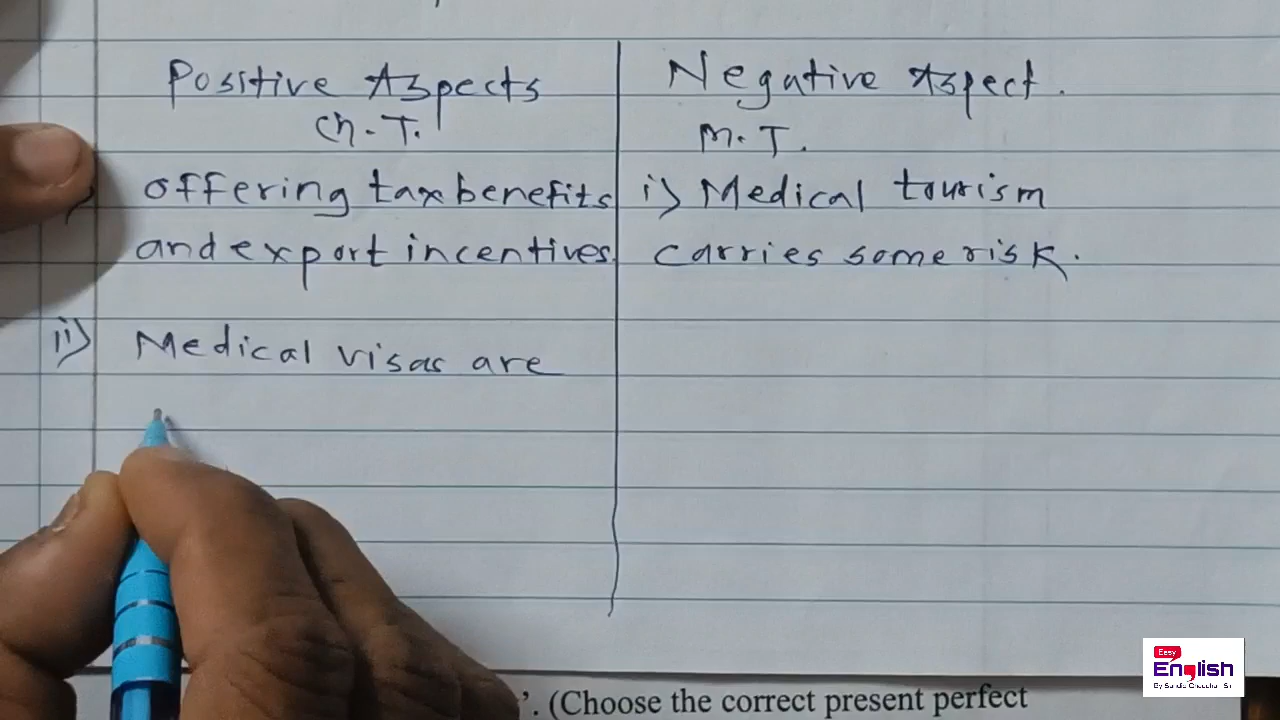 Positive Aspects
Negative Aspect.
M.T.
M.T.
offering tax benefits
and export incentives
i) Medical tourism
carries some risk.
ii) Medical visas are
'. (Choose the correct present perfect
Easy
English